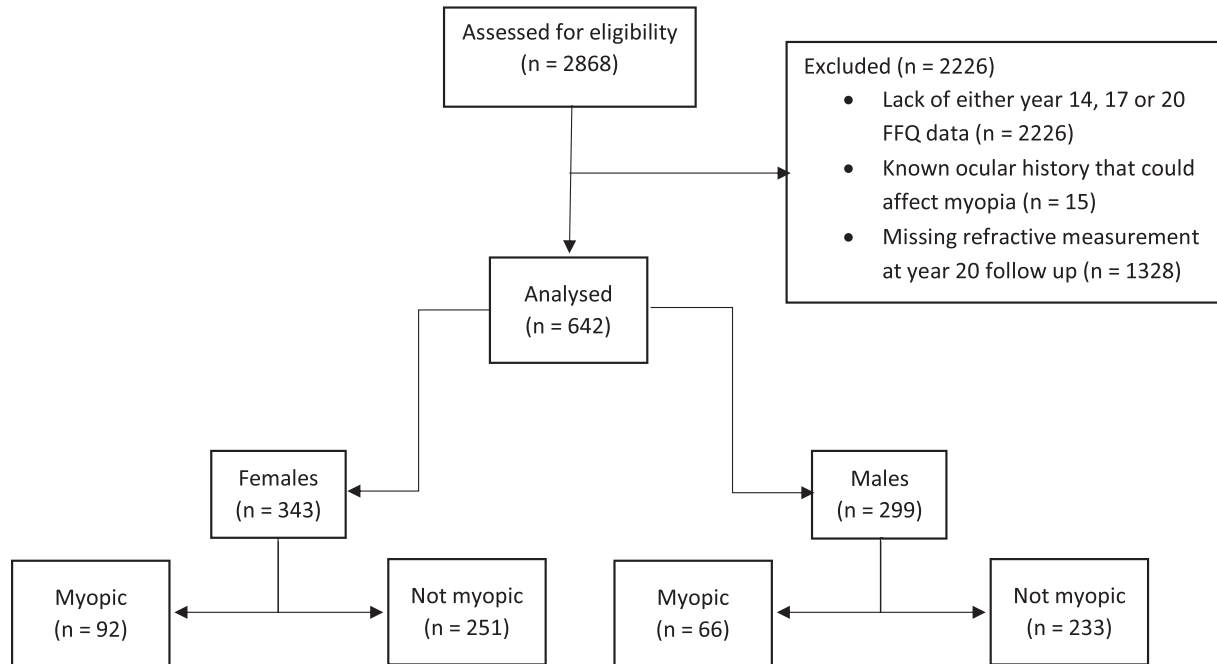 Assessed for eligibility
(n = 2868)
Excluded (n = 2226)
• Lack of either year 14, 17 or 20
FFQ data (n = 2226)
• Known ocular history that could
affect myopia (n = 15)
• Missing refractive measurement
at year 20 follow up (n = 1328)
Analysed
(n = 642)
Females
(n = 343)
Males
(n = 299)
Myopic
(n = 92)
Not myopic
(n = 251)
Myopic
(n = 66)
Not myopic
(n = 233)